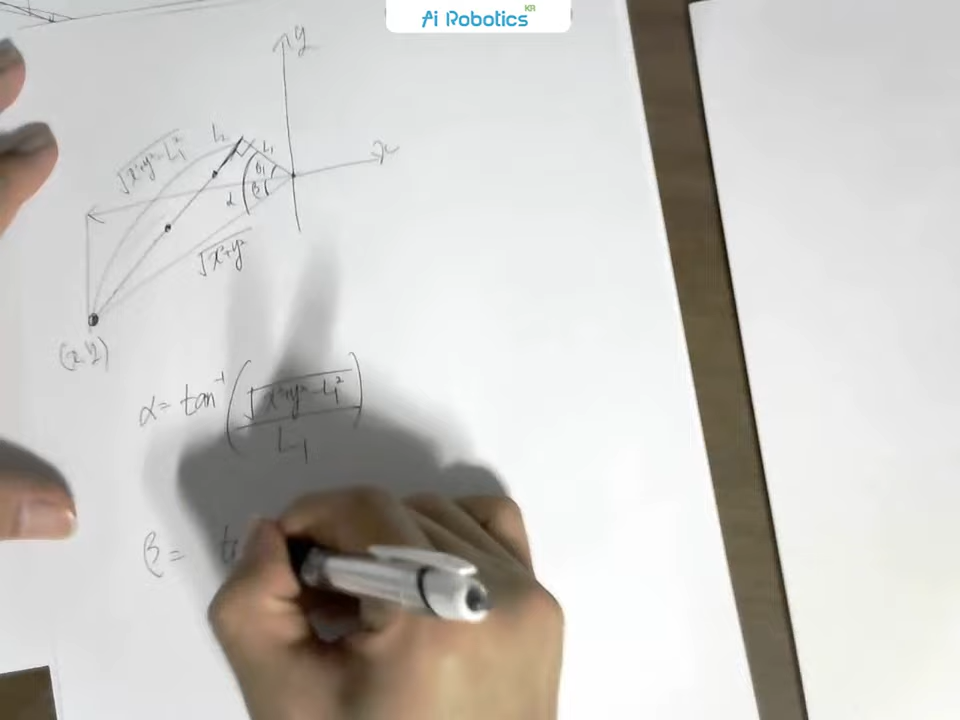 Ai Robotics KR
y
x
L₂
L₁
√x²+y²-L₁²
θ₁
β
α
√x²+y²
(x,y)
α = tan⁻¹(√x²+y²-L₁² / L₁)
β =